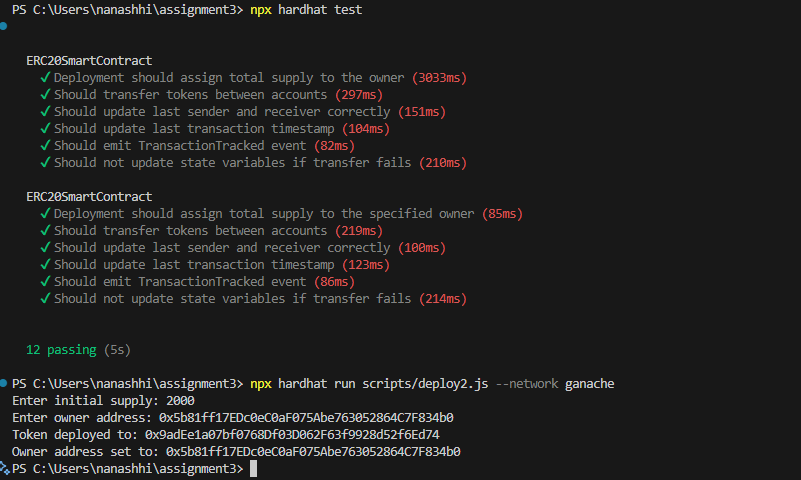 PS C:\Users\nanashhi\assignment3> npx hardhat test
ERC20SmartContract
✓ Deployment should assign total supply to the owner (3033ms)
✓ Should transfer tokens between accounts (297ms)
✓ Should update last sender and receiver correctly (151ms)
✓ Should update last transaction timestamp (104ms)
✓ Should emit TransactionTracked event (82ms)
✓ Should not update state variables if transfer fails (210ms)
ERC20SmartContract
✓ Deployment should assign total supply to the specified owner (85ms)
✓ Should transfer tokens between accounts (219ms)
✓ Should update last sender and receiver correctly (100ms)
✓ Should update last transaction timestamp (123ms)
✓ Should emit TransactionTracked event (86ms)
✓ Should not update state variables if transfer fails (214ms)
12 passing (5s)
PS C:\Users\nanashhi\assignment3> npx hardhat run scripts/deploy2.js --network ganache
Enter initial supply: 2000
Enter owner address: 0x5b81ff17EDc0eC0aF075Abe763052864C7F834b0
Token deployed to: 0x9adEe1a07bf0768Df03D062F63f9928d52f6Ed74
Owner address set to: 0x5b81ff17EDc0eC0aF075Abe763052864C7F834b0
PS C:\Users\nanashhi\assignment3>